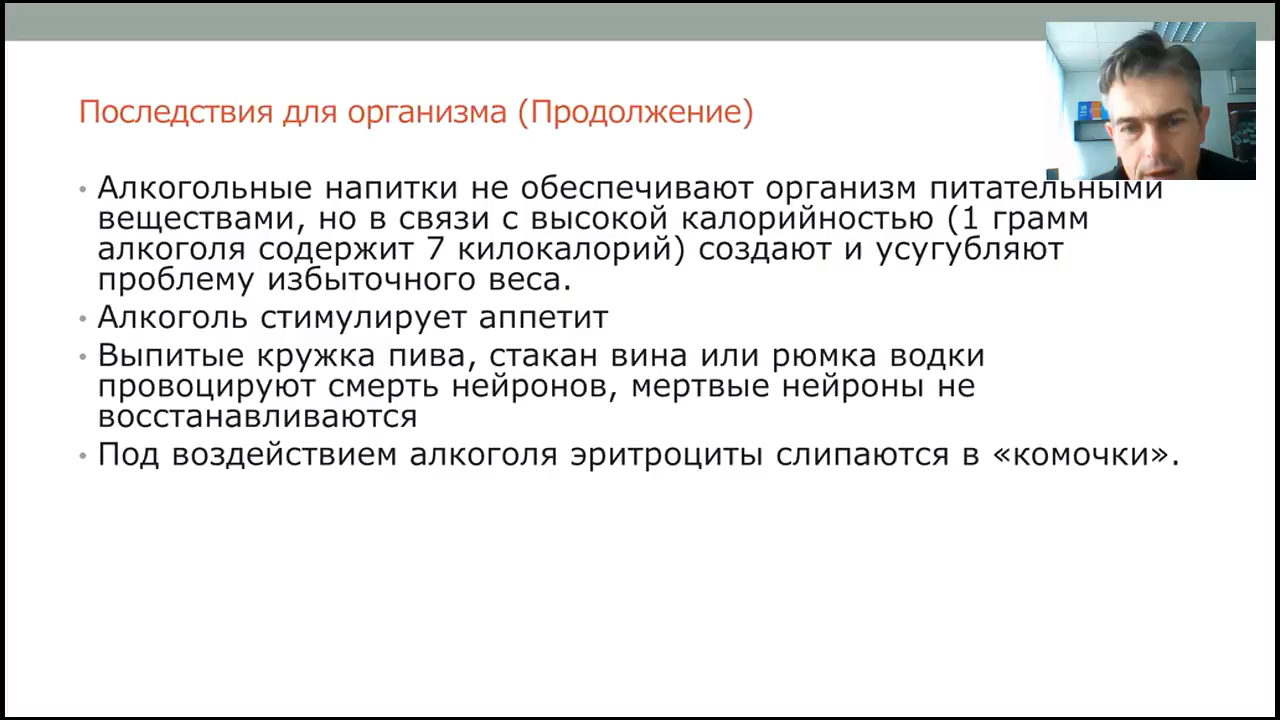 Последствия для организма (Продолжение)
• Алкогольные напитки не обеспечивают организм питательными
веществами, но в связи с высокой калорийностью (1 грамм
алкоголя содержит 7 килокалорий) создают и усугубляют
проблему избыточного веса.
• Алкоголь стимулирует аппетит
• Выпитые кружка пива, стакан вина или рюмка водки
провоцируют смерть нейронов, мертвые нейроны не
восстанавливаются
• Под воздействием алкоголя эритроциты слипаются в «комочки».